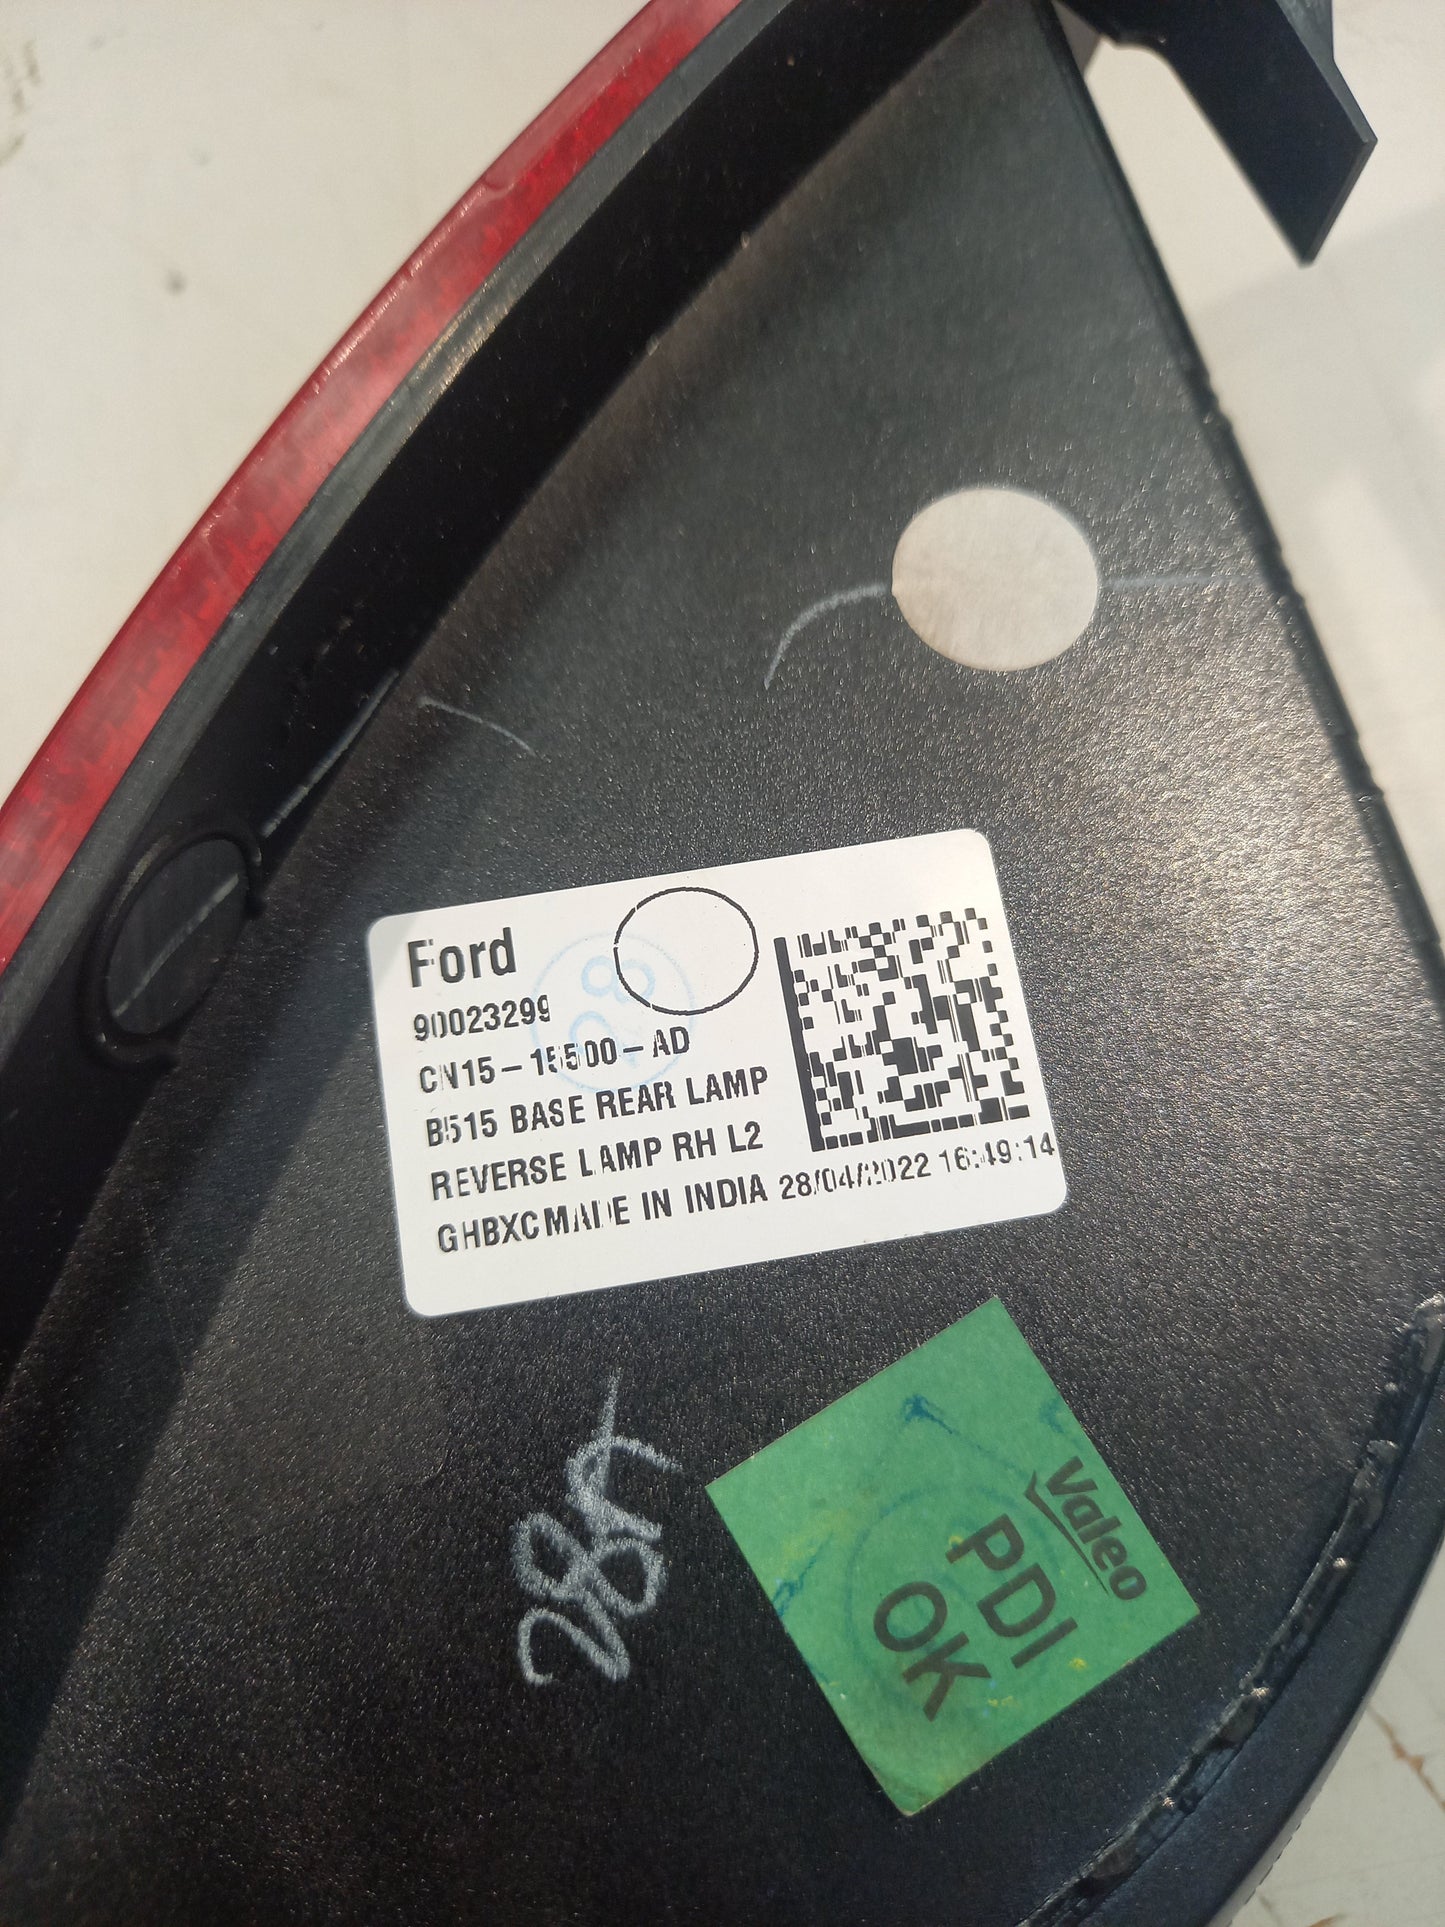 Ford
90023299
CN15-15500-AD
B515 BASE REAR LAMP
REVERSE LAMP RH L2
GHBXCMADE IN INDIA 28/04/2022 16:49:14
28
Valeo
PDI
OK